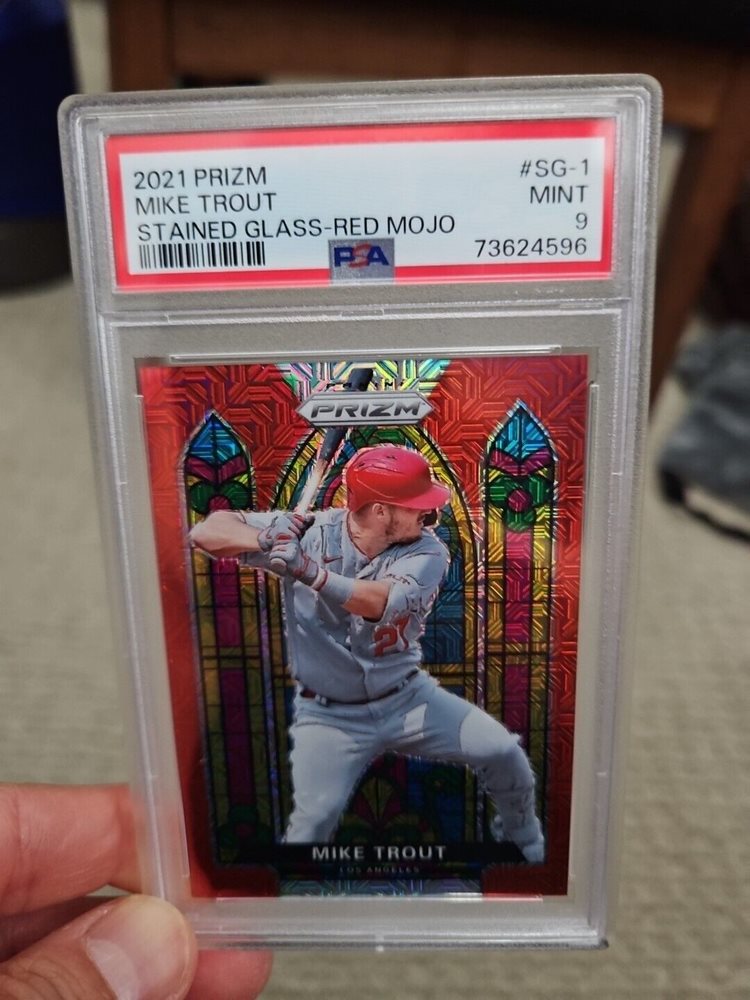 2021 PRIZM #SG-1
MIKE TROUT MINT
STAINED GLASS-RED MOJO 9
PSA 73624596
PRIZM
27
MIKE TROUT
LOS ANGELES